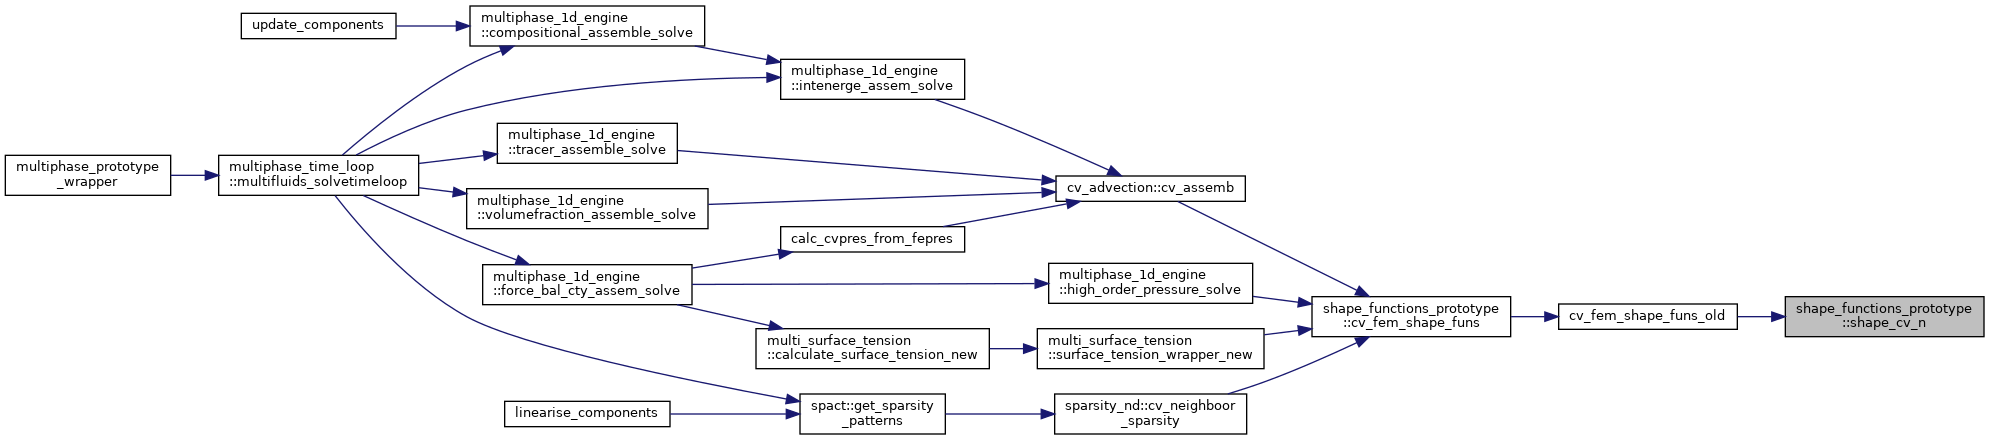 update_components
multiphase_1d_engine
::compositional_assemble_solve
multiphase_1d_engine
::intenerge_assem_solve
multiphase_1d_engine
::tracer_assemble_solve
multiphase_prototype
_wrapper
multiphase_time_loop
::multifluids_solvetimeloop
cv_advection::cv_assemb
multiphase_1d_engine
::volumefraction_assemble_solve
calc_cvpres_from_fepres
multiphase_1d_engine
::force_bal_cty_assem_solve
multiphase_1d_engine
::high_order_pressure_solve
shape_functions_prototype
::cv_fem_shape_funs
cv_fem_shape_funs_old
shape_functions_prototype
::shape_cv_n
multi_surface_tension
::calculate_surface_tension_new
multi_surface_tension
::surface_tension_wrapper_new
linearise_components
spact::get_sparsity
_patterns
sparsity_nd::cv_neighboor
_sparsity